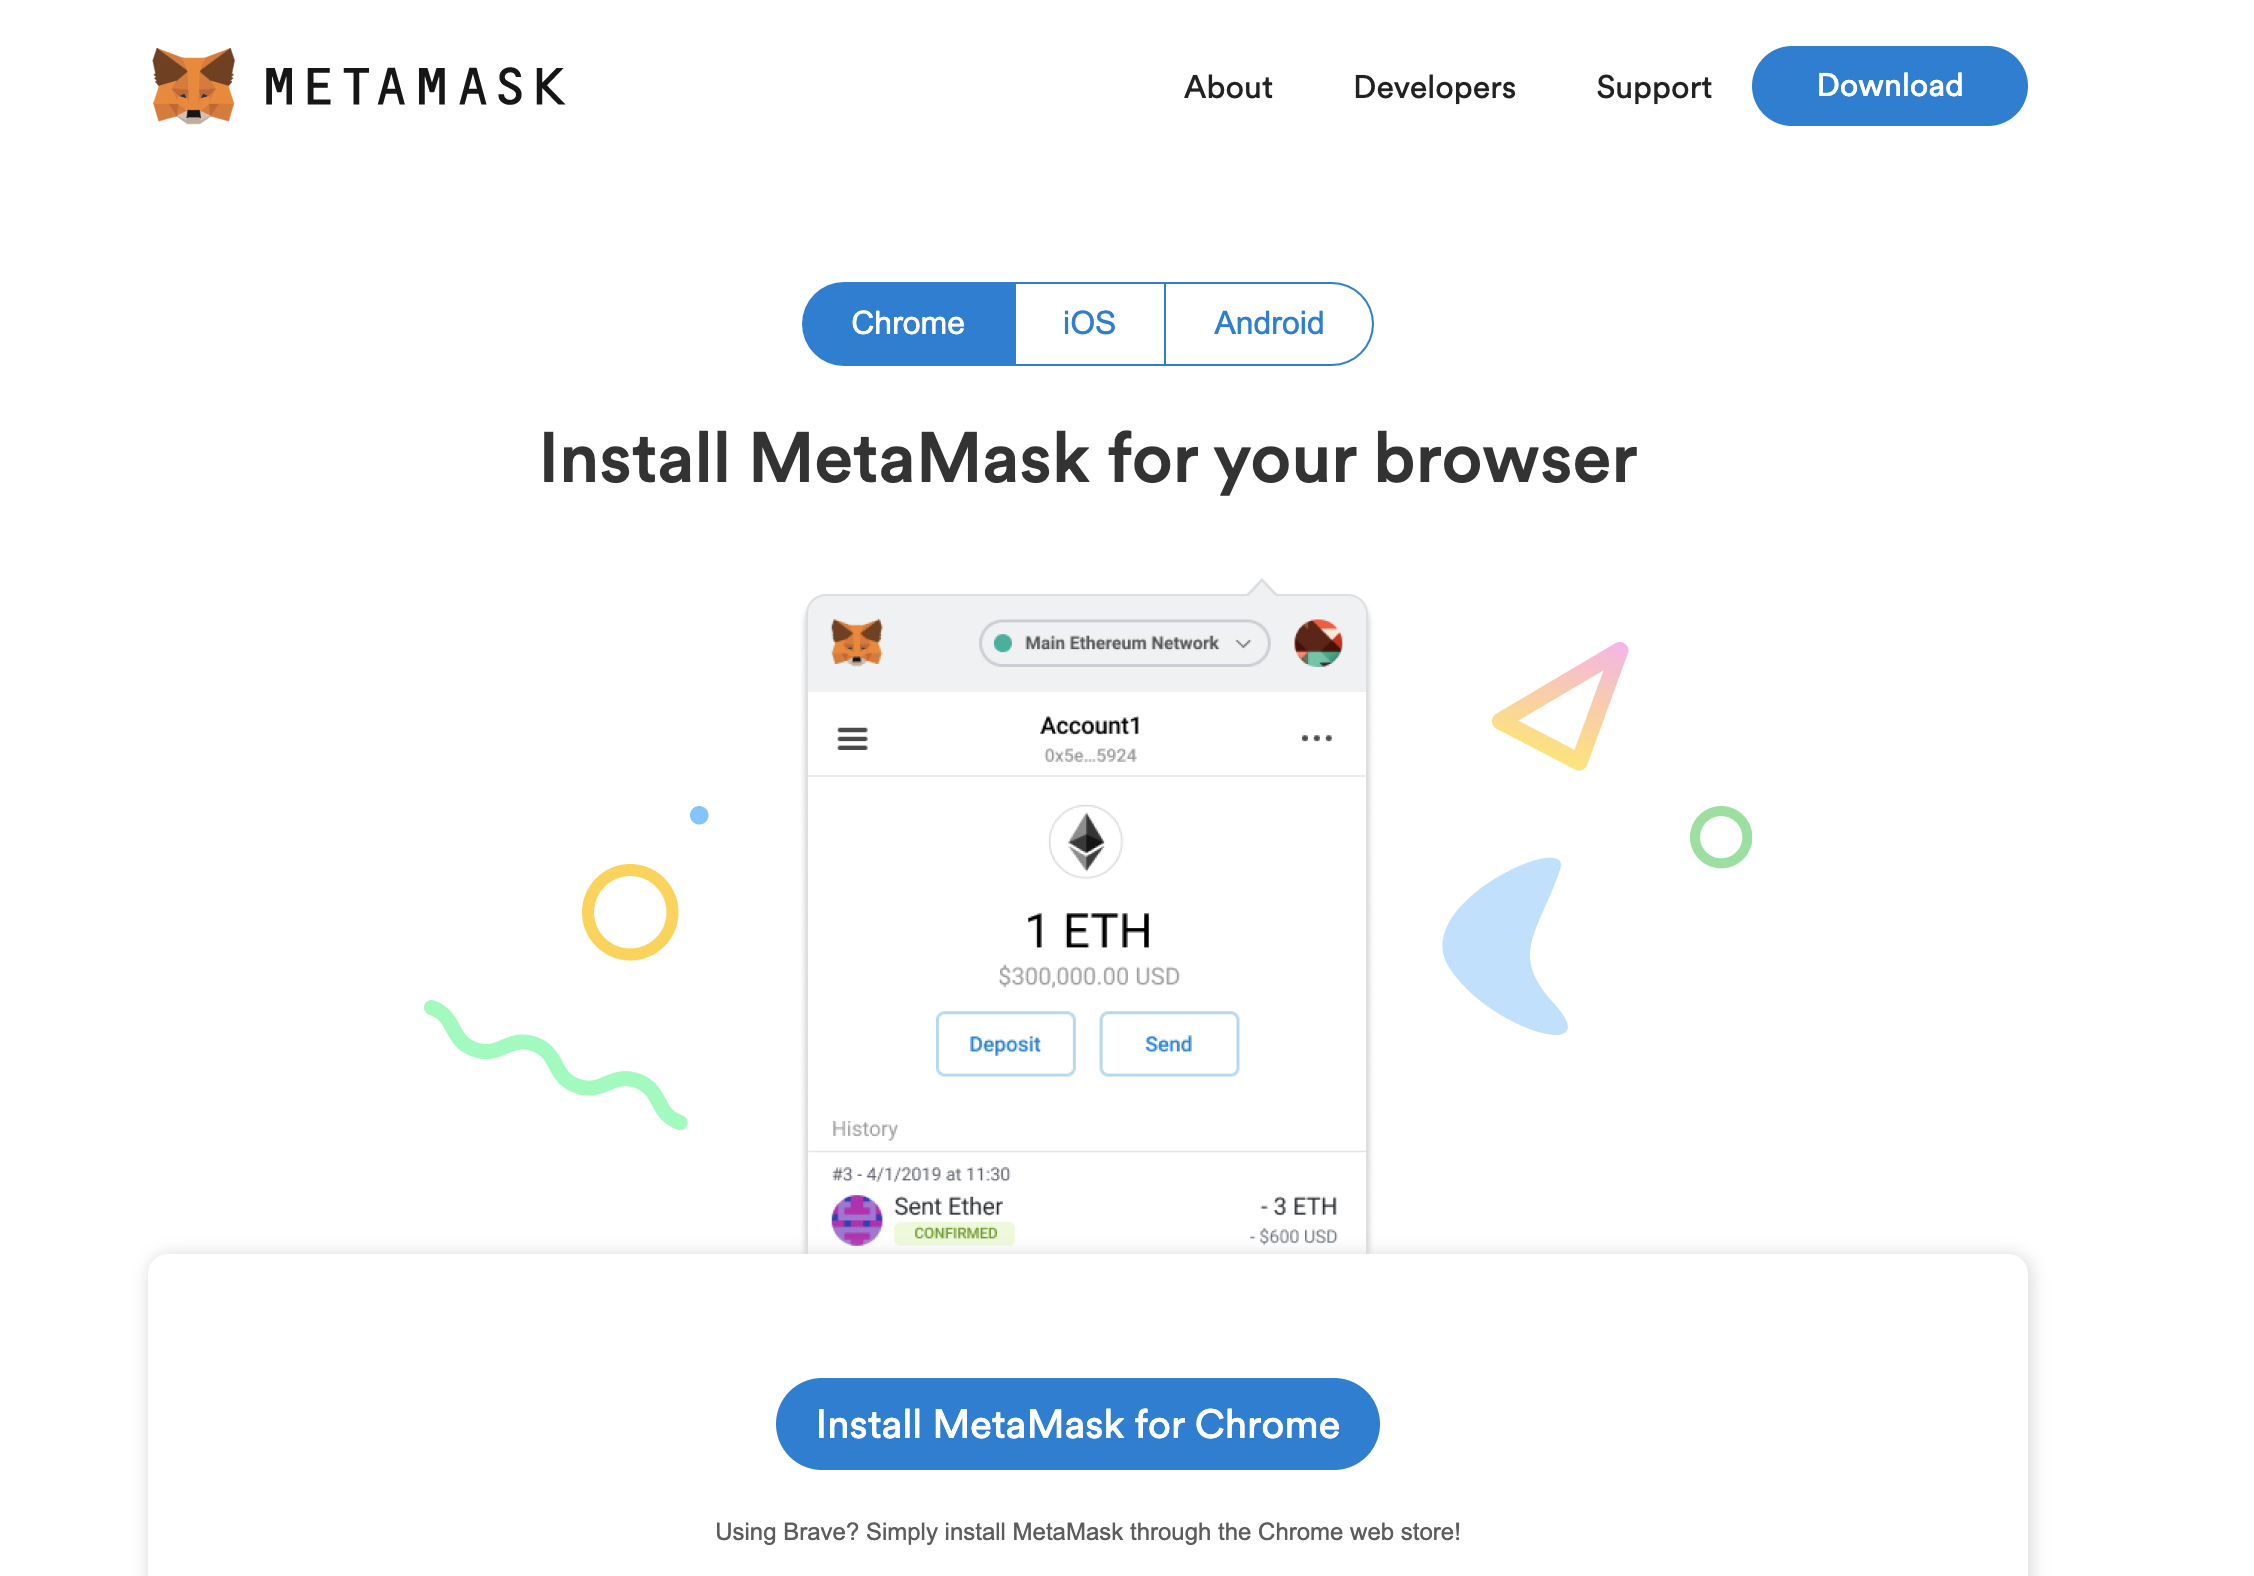 METAMASK
About Developers Support Download
Chrome iOS Android
Install MetaMask for your browser
Main Ethereum Network
Account1
0x5e...5924
1 ETH
$300,000.00 USD
Deposit Send
History
#3 - 4/1/2019 at 11:30
Sent Ether - 3 ETH
CONFIRMED - $600 USD
Install MetaMask for Chrome
Using Brave? Simply install MetaMask through the Chrome web store!